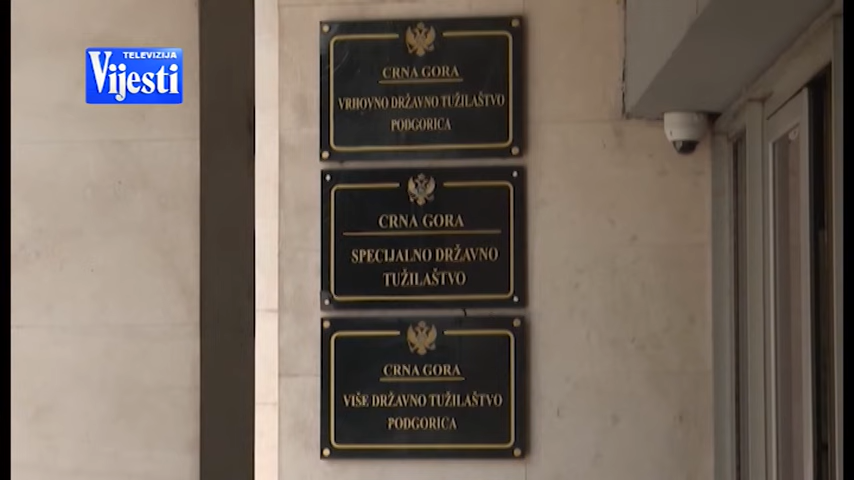 TELEVIZIJA
Vijesti
CRNA GORA
VRHOVNO DRŽAVNO TUŽILAŠTVO
PODGORICA
CRNA GORA
SPECIJALNO DRŽAVNO
TUŽILAŠTVO
CRNA GORA
VIŠE DRŽAVNO TUŽILAŠTVO
PODGORICA